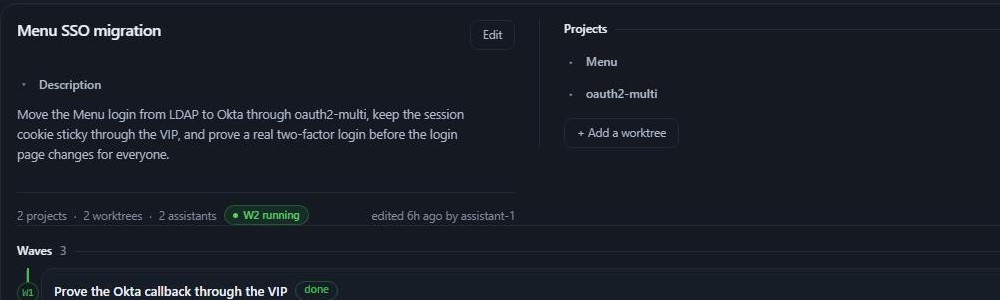 Menu SSO migration
Edit
Description
Move the Menu login from LDAP to Okta through oauth2-multi, keep the session
cookie sticky through the VIP, and prove a real two-factor login before the login
page changes for everyone.
2 projects · 2 worktrees · 2 assistants W2 running edited 6h ago by assistant-1
Projects
Menu
oauth2-multi
+ Add a worktree
Waves 3
W1 Prove the Okta callback through the VIP done